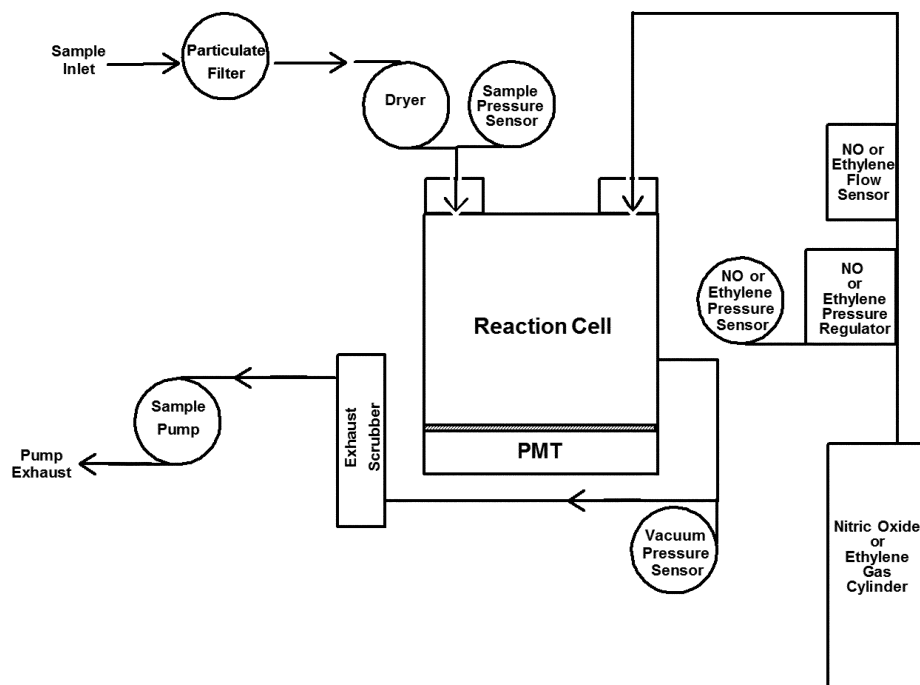 Sample
Inlet
Particulate
Filter
Dryer
Sample
Pressure
Sensor
NO or
Ethylene
Flow
Sensor
NO or
Ethylene
Pressure
Sensor
NO
or
Ethylene
Pressure
Regulator
Reaction Cell
PMT
Exhaust
Scrubber
Sample
Pump
Pump
Exhaust
Vacuum
Pressure
Sensor
Nitric Oxide
or
Ethylene
Gas
Cylinder